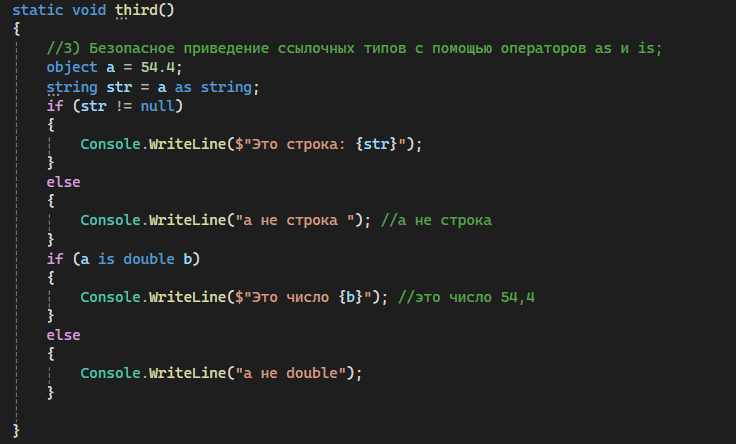 static void third()
{
//3) Безопасное приведение ссылочных типов с помощью операторов as и is;
object a = 54.4;
string str = a as string;
if (str != null)
{
Console.WriteLine($"Это строка: {str}");
}
else
{
Console.WriteLine("a не строка "); //a не строка
}
if (a is double b)
{
Console.WriteLine($"Это число {b}"); //это число 54,4
}
else
{
Console.WriteLine("a не double");
}
}